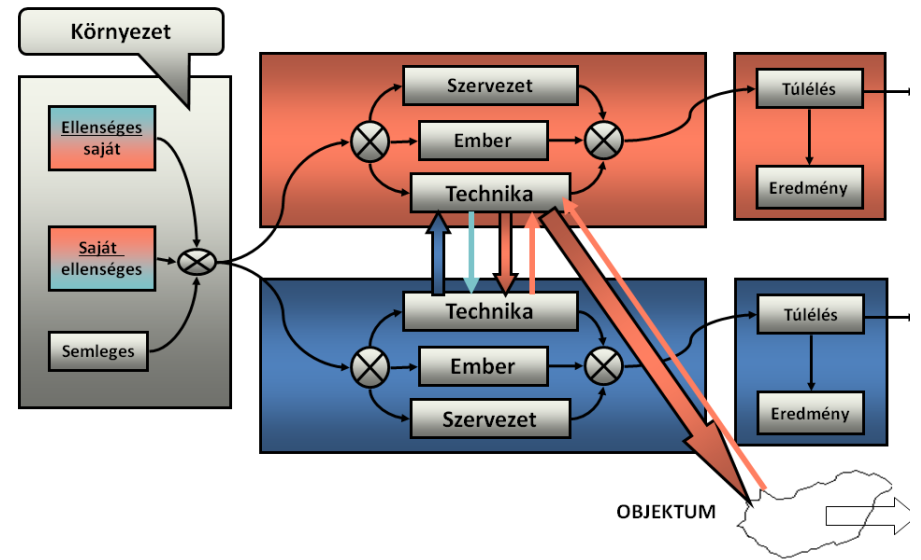 Környezet
Ellenséges
saját
Saját
ellenséges
Semleges
Szervezet
Ember
Technika
Túlélés
Eredmény
Technika
Ember
Szervezet
Túlélés
Eredmény
OBJEKTUM